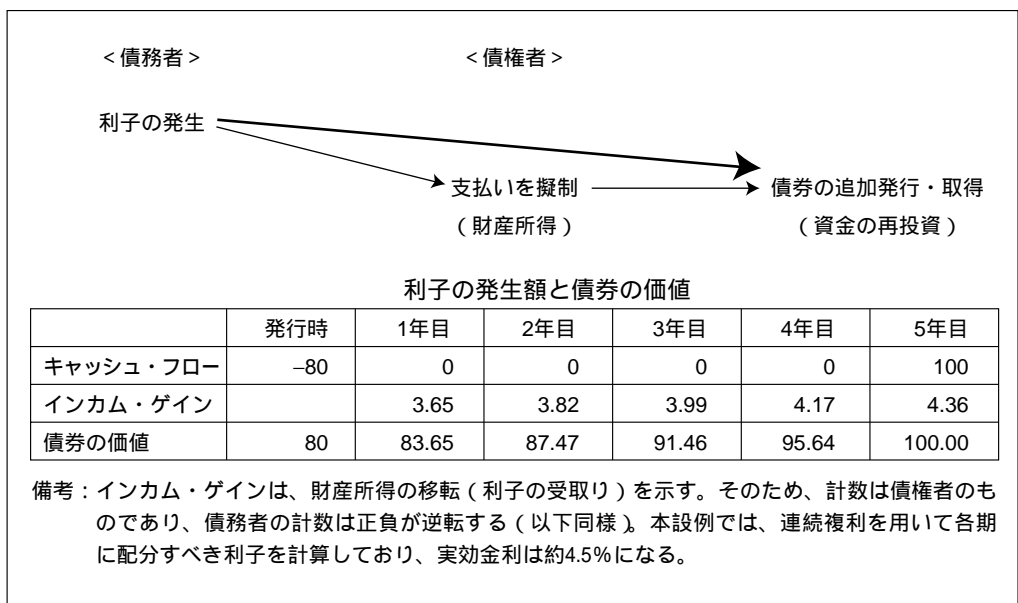 ＜債務者＞ ＜債権者＞
利子の発生
支払いを擬制 債券の追加発行・取得
（財産所得） （資金の再投資）
利子の発生額と債券の価値
発行時 1年目 2年目 3年目 4年目 5年目
キャッシュ・フロー –80 0 0 0 0 100
インカム・ゲイン 3.65 3.82 3.99 4.17 4.36
債券の価値 80 83.65 87.47 91.46 95.64 100.00
備考：インカム・ゲインは、財産所得の移転（利子の受取り）を示す。そのため、計数は債権者のも
のであり、債務者の計数は正負が逆転する（以下同様）。本設例では、連続複利を用いて各期
に配分すべき利子を計算しており、実効金利は約4.5％になる。